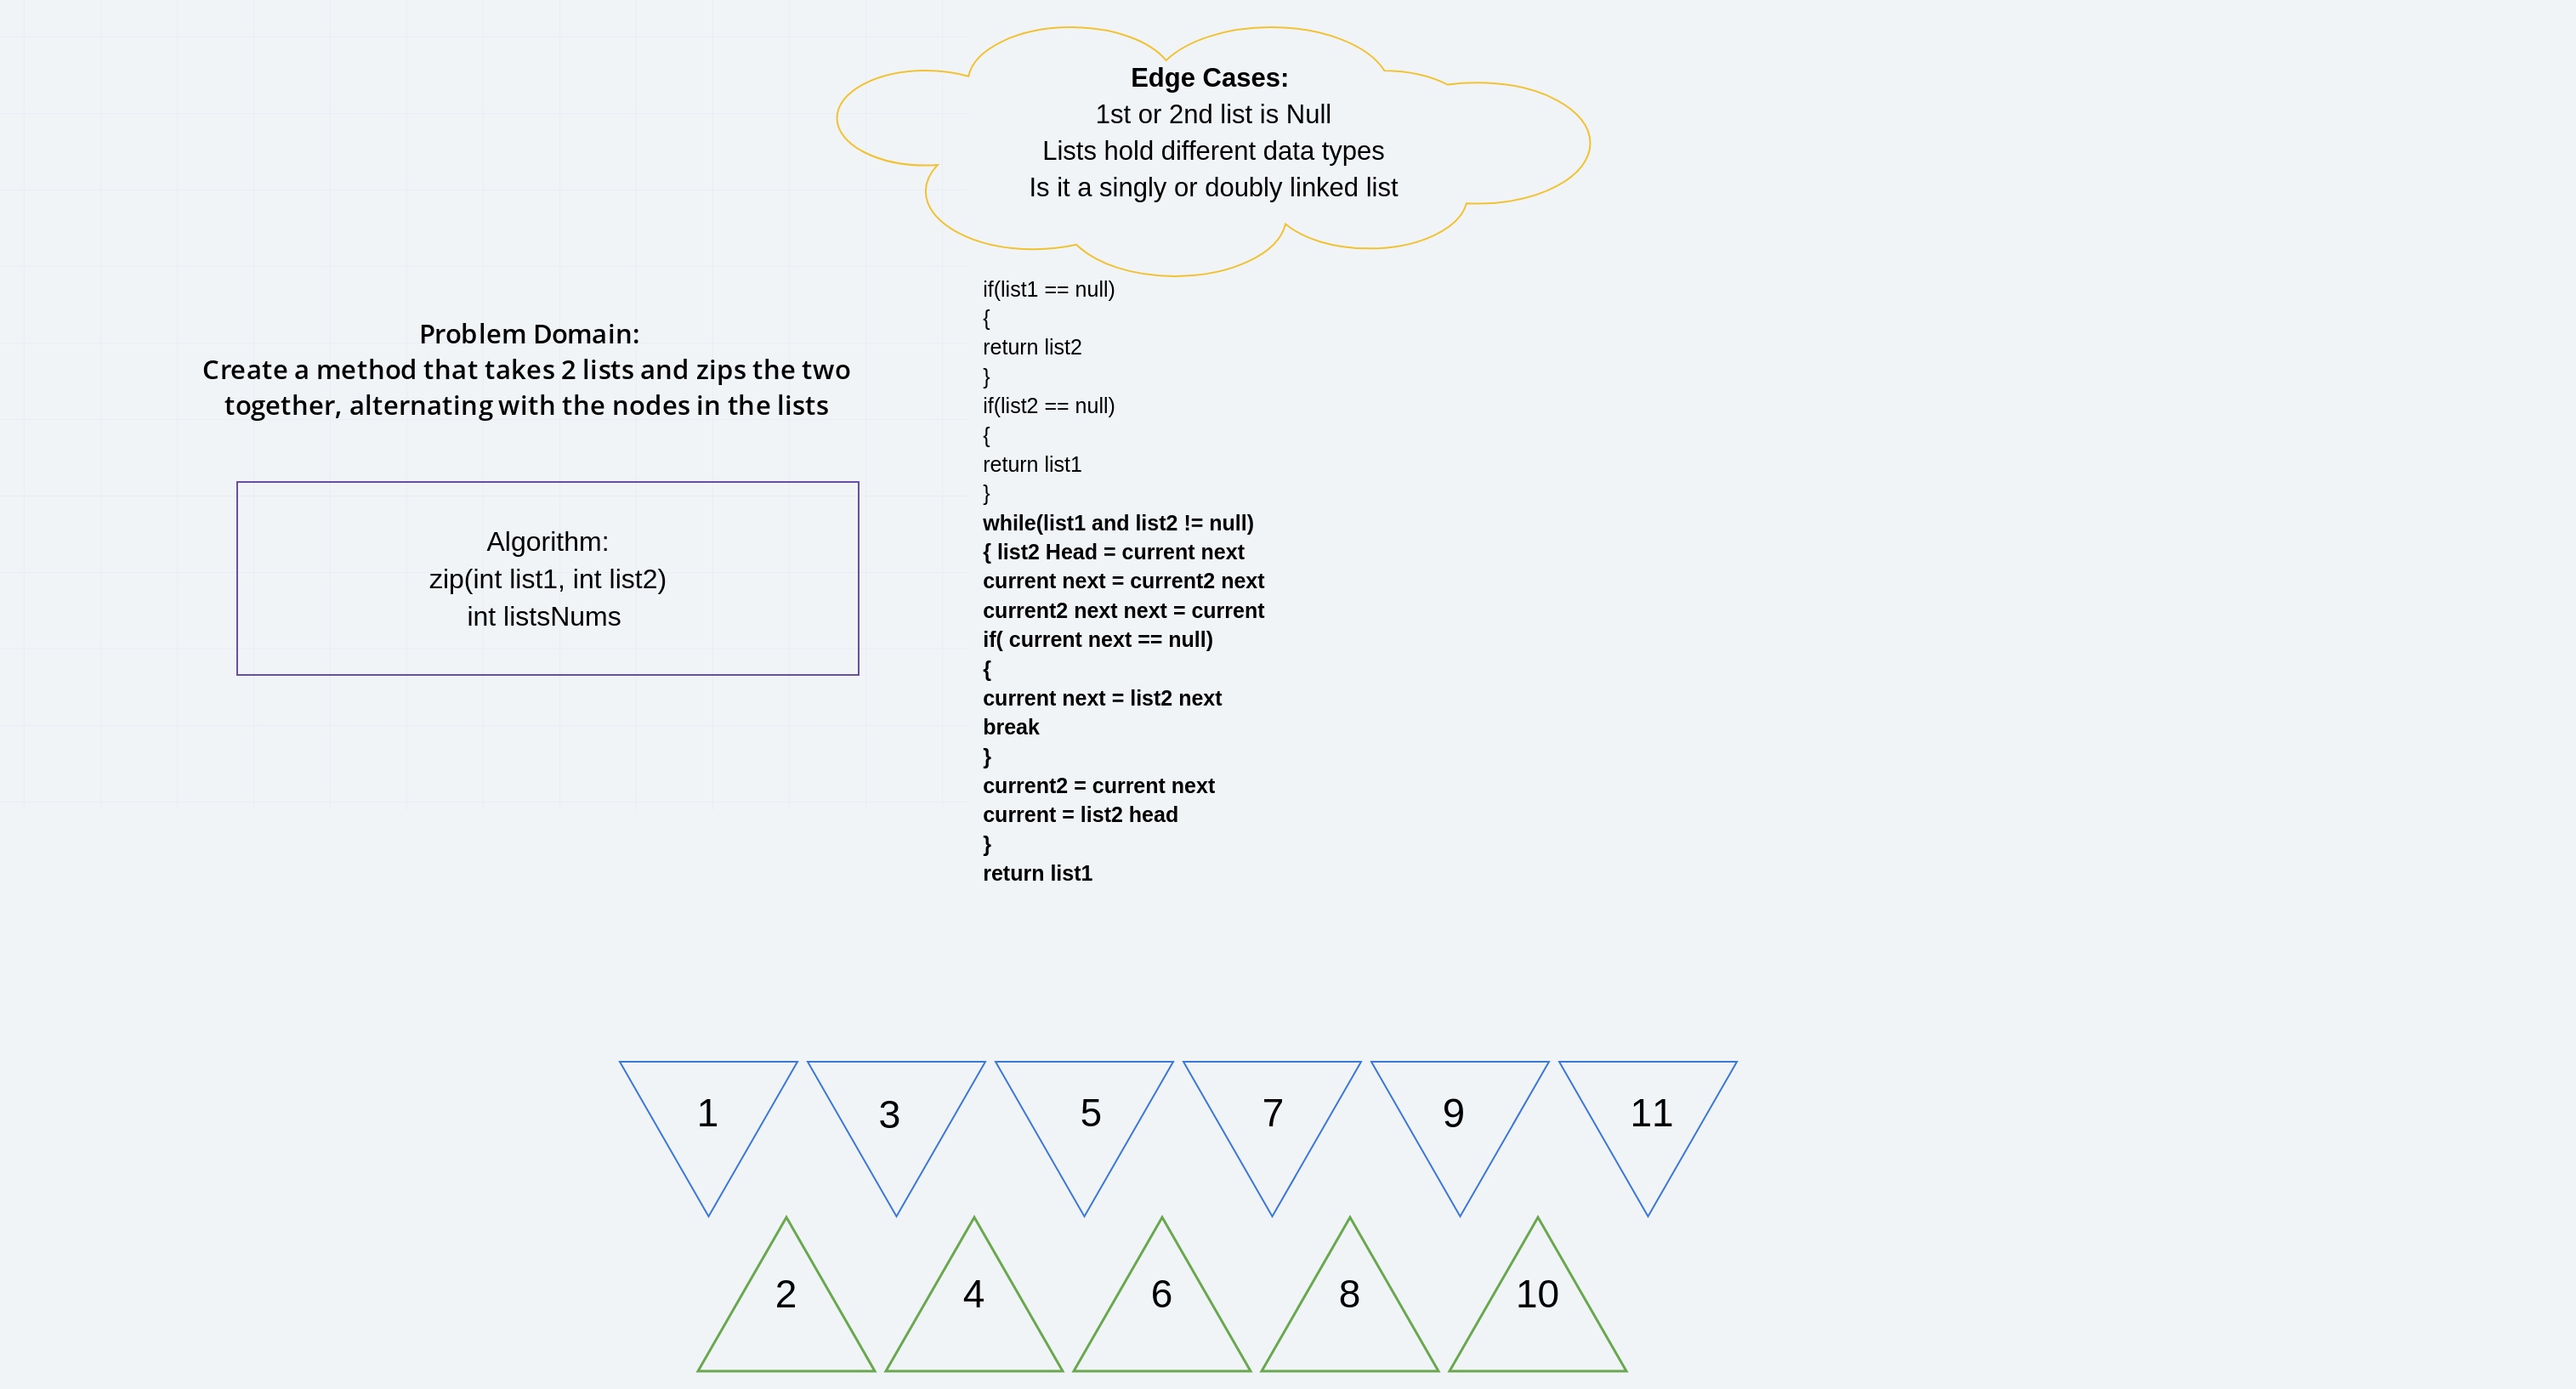 Edge Cases:
1st or 2nd list is Null
Lists hold different data types
Is it a singly or doubly linked list
Problem Domain:
Create a method that takes 2 lists and zips the two
together, alternating with the nodes in the lists
Algorithm:
zip(int list1, int list2)
int listsNums
if(list1 == null)
{
return list2
}
if(list2 == null)
{
return list1
}
while(list1 and list2 != null)
{ list2 Head = current next
current next = current2 next
current2 next next = current
if( current next == null)
{
current next = list2 next
break
}
current2 = current next
current = list2 head
}
return list1
1 3 5 7 9 11
2 4 6 8 10